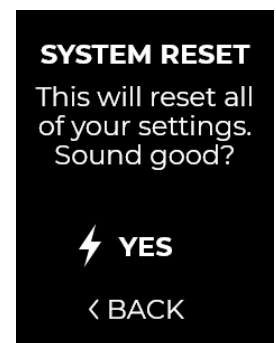 SYSTEM RESET
This will reset all
of your settings.
Sound good?
YES
< BACK